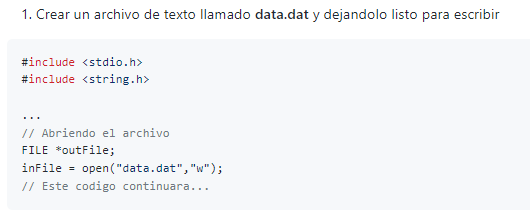 1. Crear un archivo de texto llamado data.dat y dejandolo listo para escribir
#include <stdio.h>
#include <string.h>
...
// Abriendo el archivo
FILE *outFile;
inFile = open("data.dat","w");
// Este codigo continuara...